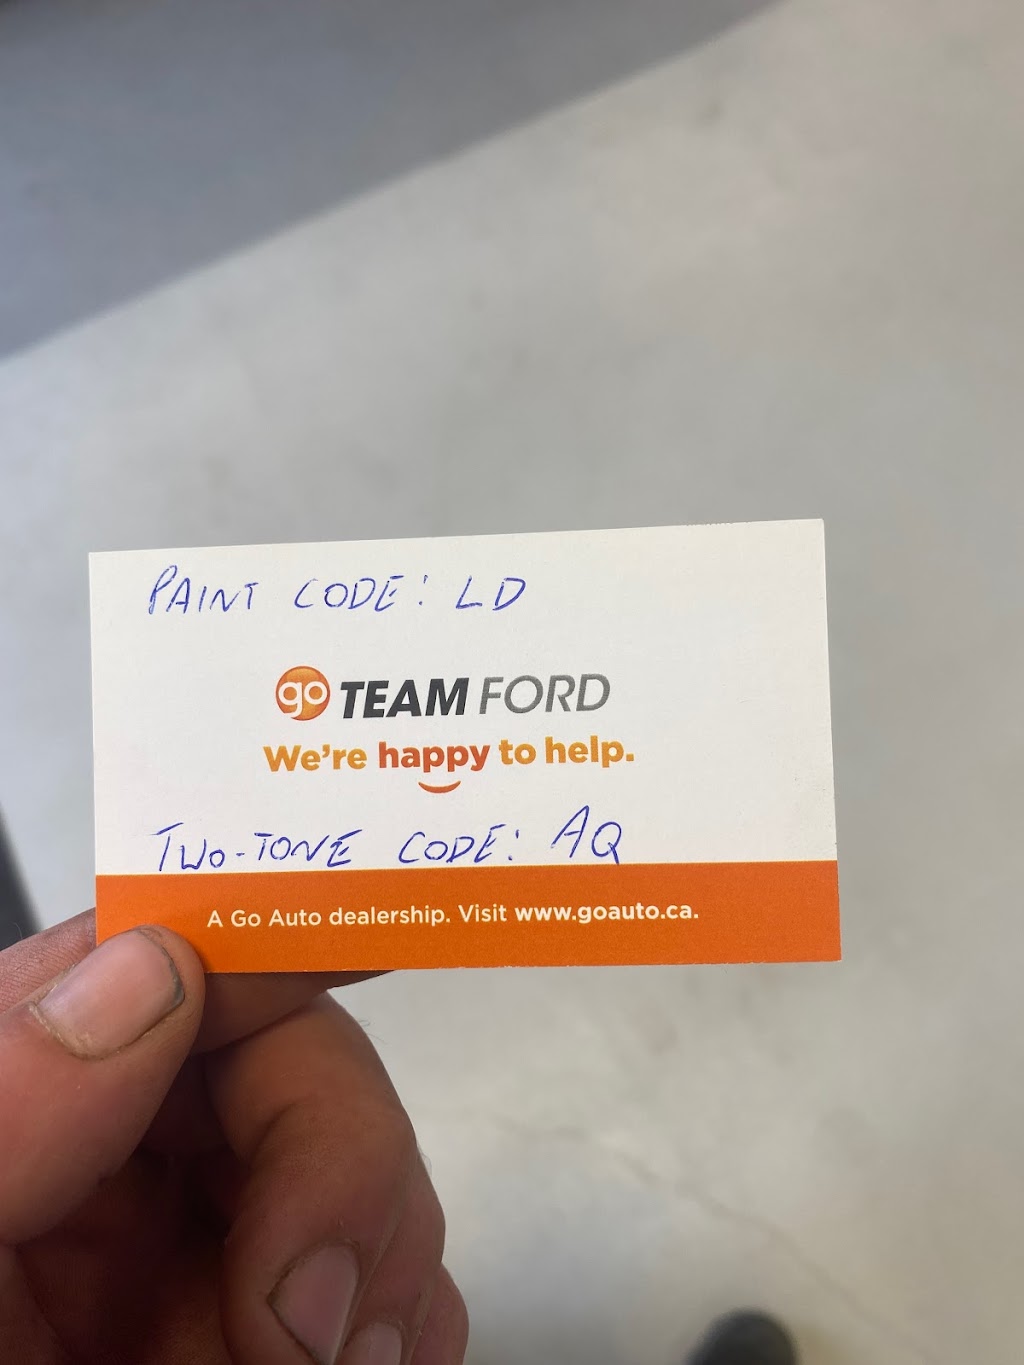 PAINT CODE: LD
go TEAM FORD
We're happy to help.
TWO-TONE CODE: AQ
A Go Auto dealership. Visit www.goauto.ca.